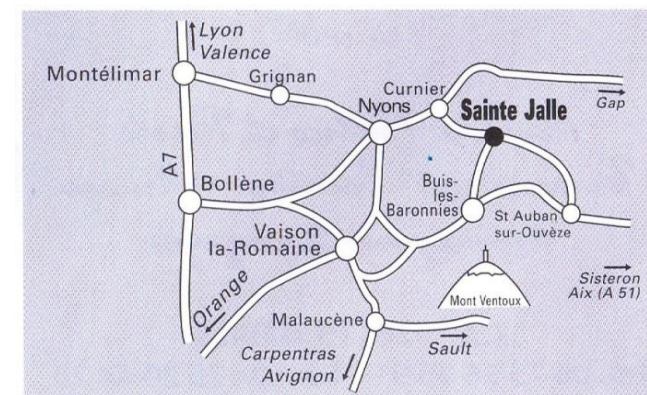 Lyon
Valence
Montélimar
Grignan
Curnier
Nyons
Sainte Jalle
Gap
A7
Bollène
Buis-
les-
Baronnies
St Auban
sur-Ouvèze
Vaison
la-Romaine
Orange
Mont Ventoux
Sisteron
Aix (A 51)
Malaucène
Sault
Carpentras
Avignon